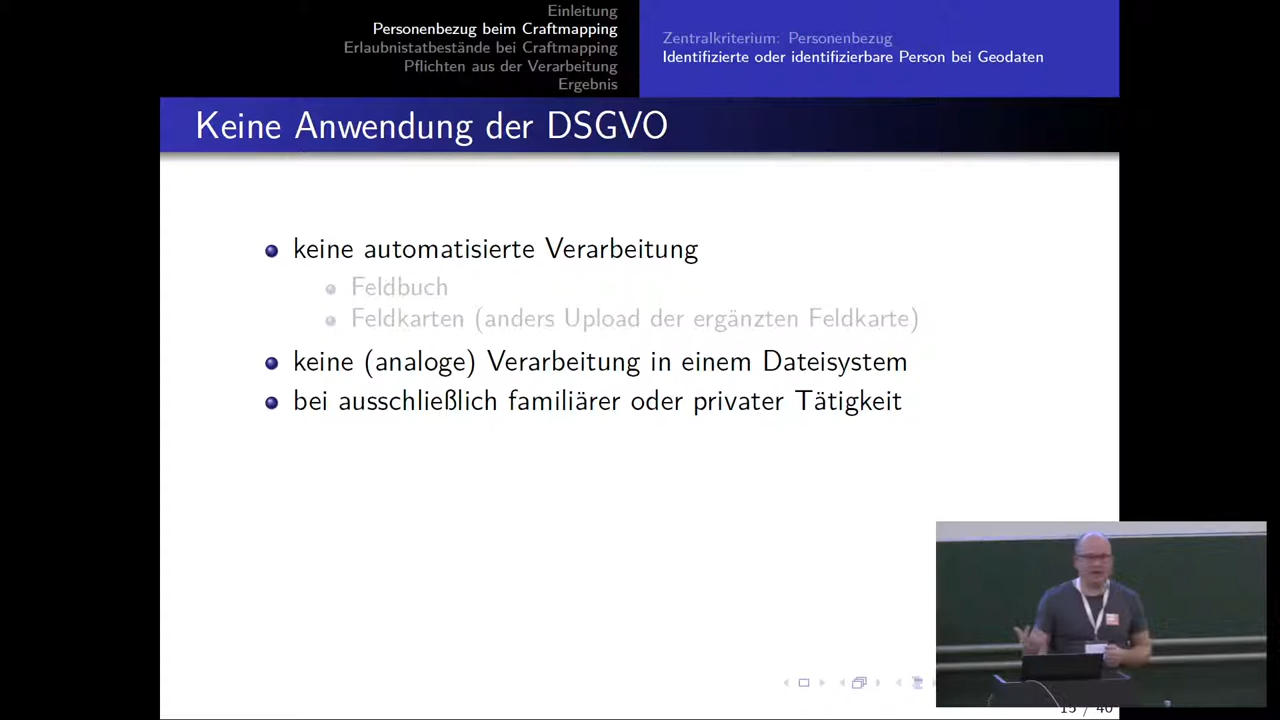 Einleitung
Personenbezug beim Craftmapping
Erlaubnistatbestände bei Craftmapping
Pflichten aus der Verarbeitung
Ergebnis
Zentralkriterium: Personenbezug
Identifizierte oder identifizierbare Person bei Geodaten
Keine Anwendung der DSGVO
keine automatisierte Verarbeitung
Feldbuch
Feldkarten (anders Upload der ergänzten Feldkarte)
keine (analoge) Verarbeitung in einem Dateisystem
bei ausschließlich familiärer oder privater Tätigkeit
15 / 40